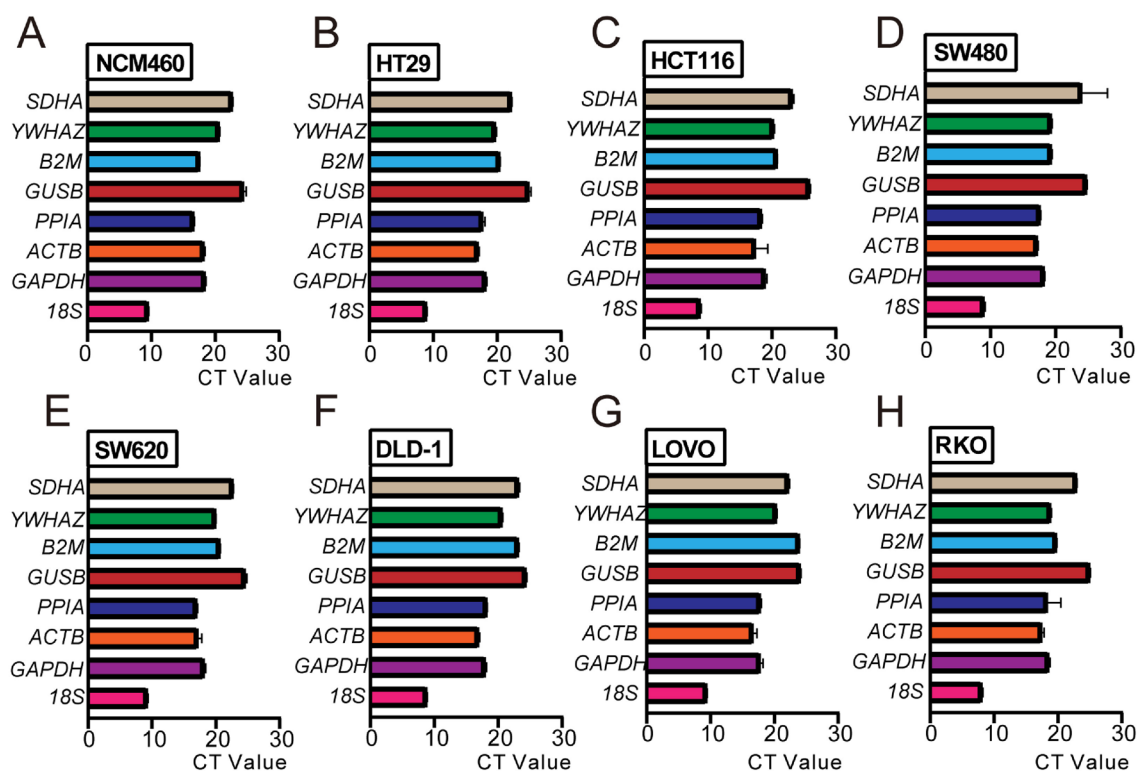 A
NCM460
SDHA
YWHAZ
B2M
GUSB
PPIA
ACTB
GAPDH
18S
0 10 20 30
CT Value
B
HT29
SDHA
YWHAZ
B2M
GUSB
PPIA
ACTB
GAPDH
18S
0 10 20 30
CT Value
C
HCT116
SDHA
YWHAZ
B2M
GUSB
PPIA
ACTB
GAPDH
18S
0 10 20 30
CT Value
D
SW480
SDHA
YWHAZ
B2M
GUSB
PPIA
ACTB
GAPDH
18S
0 10 20 30
CT Value
E
SW620
SDHA
YWHAZ
B2M
GUSB
PPIA
ACTB
GAPDH
18S
0 10 20 30
CT Value
F
DLD-1
SDHA
YWHAZ
B2M
GUSB
PPIA
ACTB
GAPDH
18S
0 10 20 30
CT Value
G
LOVO
SDHA
YWHAZ
B2M
GUSB
PPIA
ACTB
GAPDH
18S
0 10 20 30
CT Value
H
RKO
SDHA
YWHAZ
B2M
GUSB
PPIA
ACTB
GAPDH
18S
0 10 20 30
CT Value